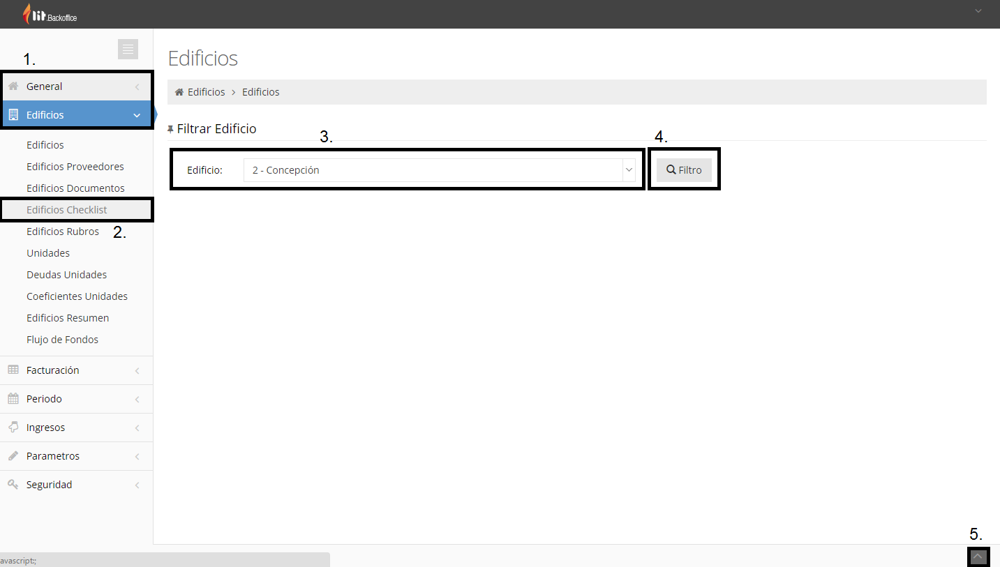 lit.Backoffice
1.
General
Edificios
Edificios
Edificios Proveedores
Edificios Documentos
Edificios Checklist
Edificios Rubros
2.
Unidades
Deudas Unidades
Coeficientes Unidades
Edificios Resumen
Flujo de Fondos
Facturación
Periodo
Ingresos
Parametros
Seguridad
Edificios
Edificios > Edificios
Filtrar Edificio
3.
4.
Edificio: 2 - Concepción
Filtro
5.
avascript:;